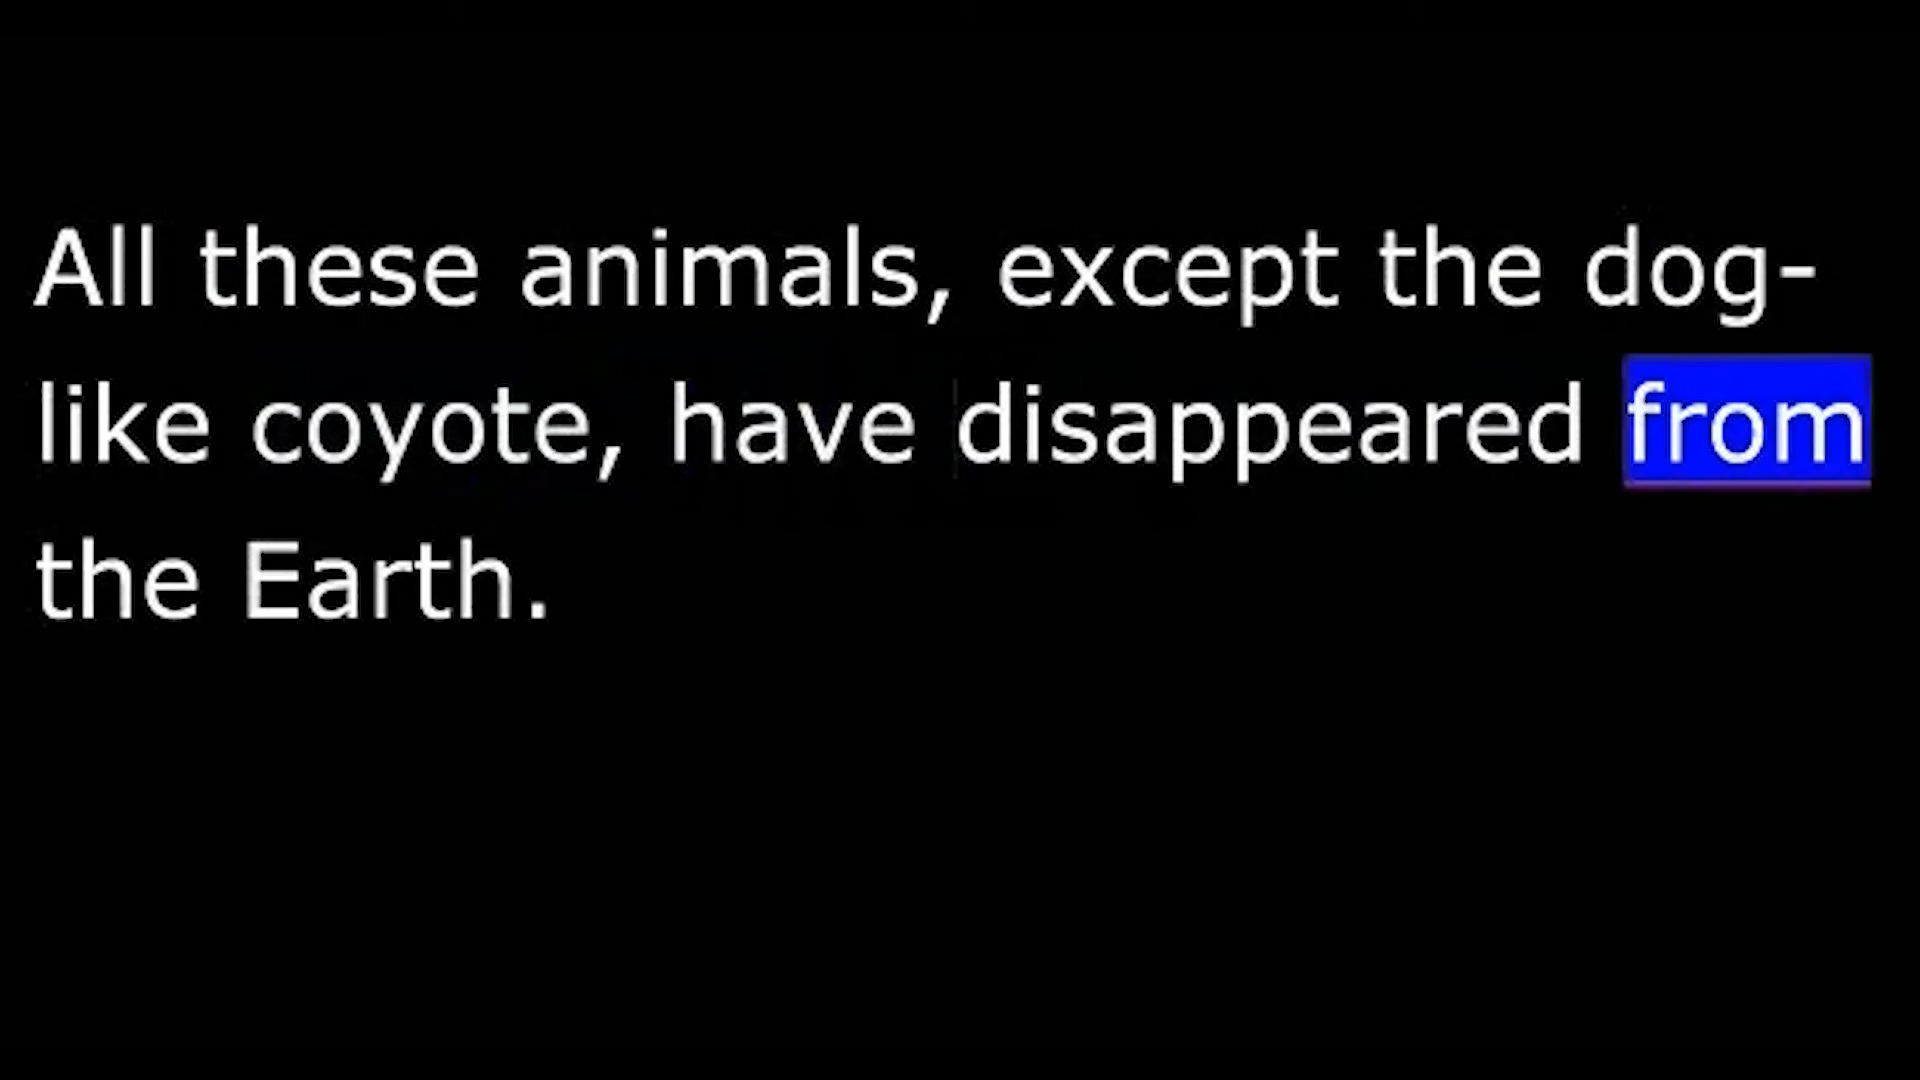 All these animals, except the dog-
like coyote, have disappeared from
the Earth.